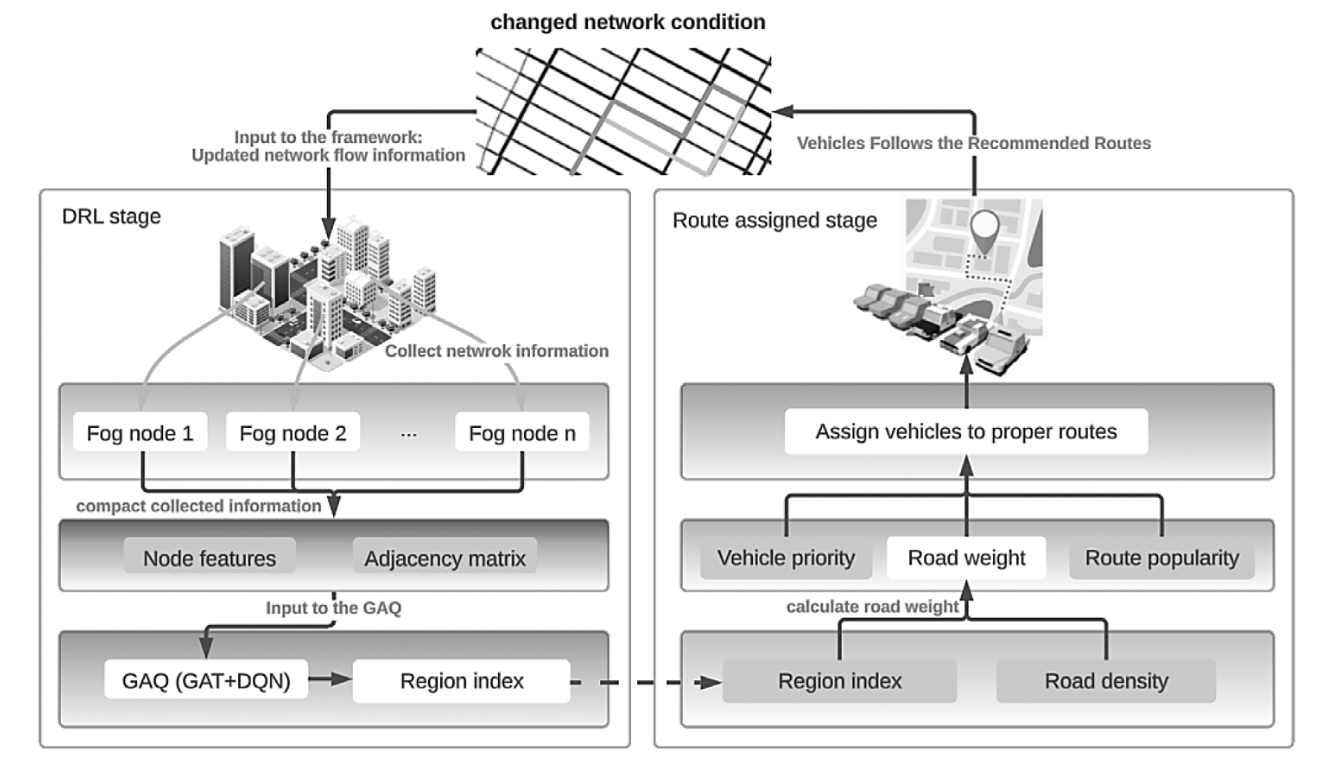 changed network condition
Input to the framework:
Updated network flow information
Vehicles Follows the Recommended Routes
DRL stage
Collect netwrok information
Fog node 1
Fog node 2
...
Fog node n
compact collected information
Node features
Adjacency matrix
Input to the GAQ
GAQ (GAT+DQN)
Region index
Route assigned stage
Assign vehicles to proper routes
Vehicle priority
Road weight
Route popularity
calculate road weight
Region index
Road density